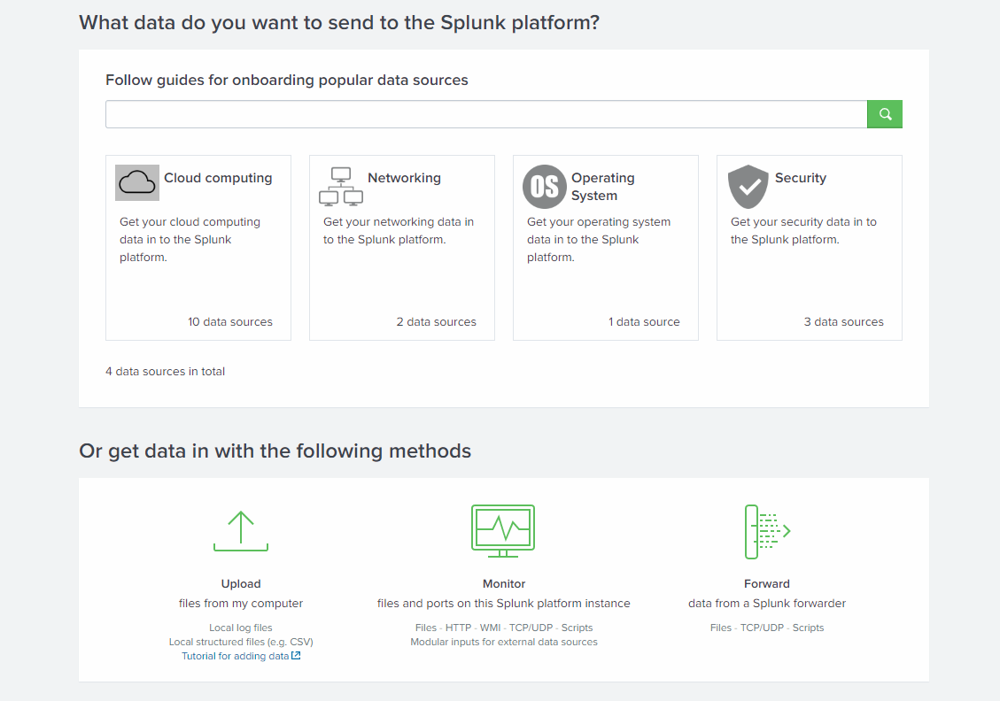 What data do you want to send to the Splunk platform?
Follow guides for onboarding popular data sources
Cloud computing
Get your cloud computing
data in to the Splunk
platform.
10 data sources
Networking
Get your networking data in
to the Splunk platform.
2 data sources
OS
Operating
System
Get your operating system
data in to the Splunk
platform.
1 data source
Security
Get your security data in to
the Splunk platform.
3 data sources
4 data sources in total
Or get data in with the following methods
Upload
files from my computer
Local log files
Local structured files (e.g. CSV)
Tutorial for adding data
Monitor
files and ports on this Splunk platform instance
Files - HTTP - WMI - TCP/UDP - Scripts
Modular inputs for external data sources
Forward
data from a Splunk forwarder
Files - TCP/UDP - Scripts